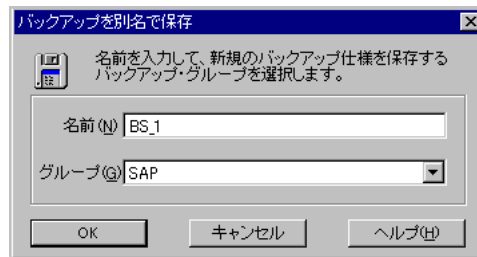 バックアップを別名で保存
名前を入力して、新規のバックアップ仕様を保存する
バックアップ・グループを選択します。
名前(N) BS_1
グループ(G) SAP
OK キャンセル ヘルプ(H)